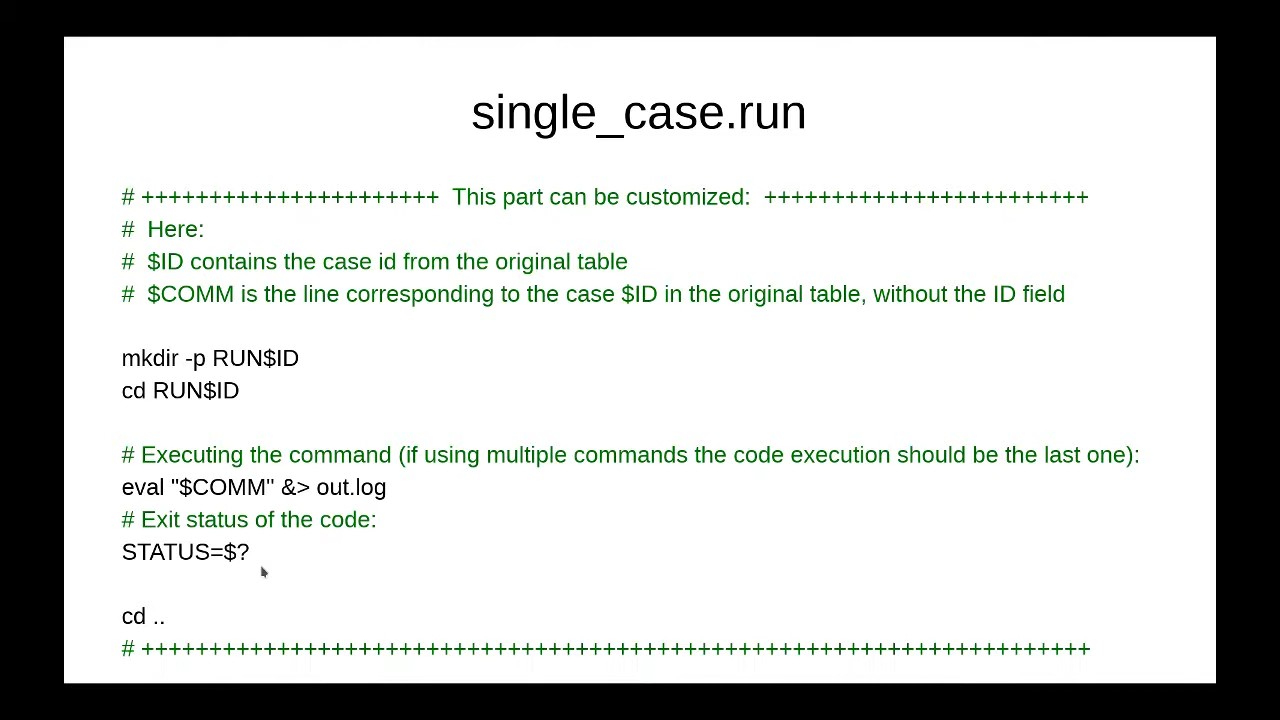 single_case.run
# ++++++++++++++++++++++  This part can be customized:  ++++++++++++++++++++++++
#  Here:
#  $ID contains the case id from the original table
#  $COMM is the line corresponding to the case $ID in the original table, without the ID field
mkdir -p RUN$ID
cd RUN$ID
# Executing the command (if using multiple commands the code execution should be the last one):
eval "$COMM" &> out.log
# Exit status of the code:
STATUS=$?
cd ..
# ++++++++++++++++++++++++++++++++++++++++++++++++++++++++++++++++++++++